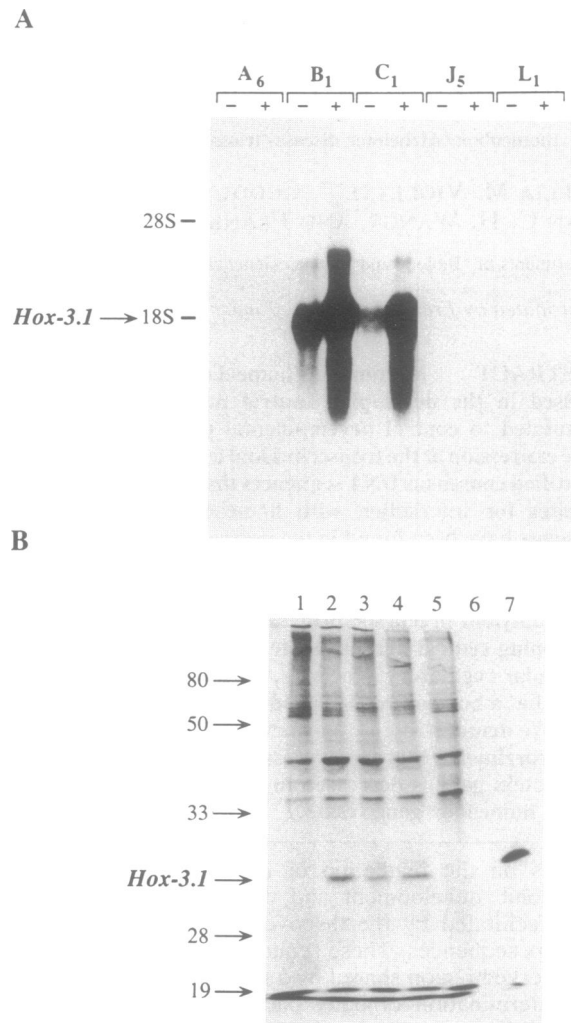 A
A6 B1 C1 J5 L1
− + − + − + − + − +
28S
Hox-3.1 → 18S
B
1 2 3 4 5 6 7
80 →
50 →
33 →
Hox-3.1 →
28 →
19 →